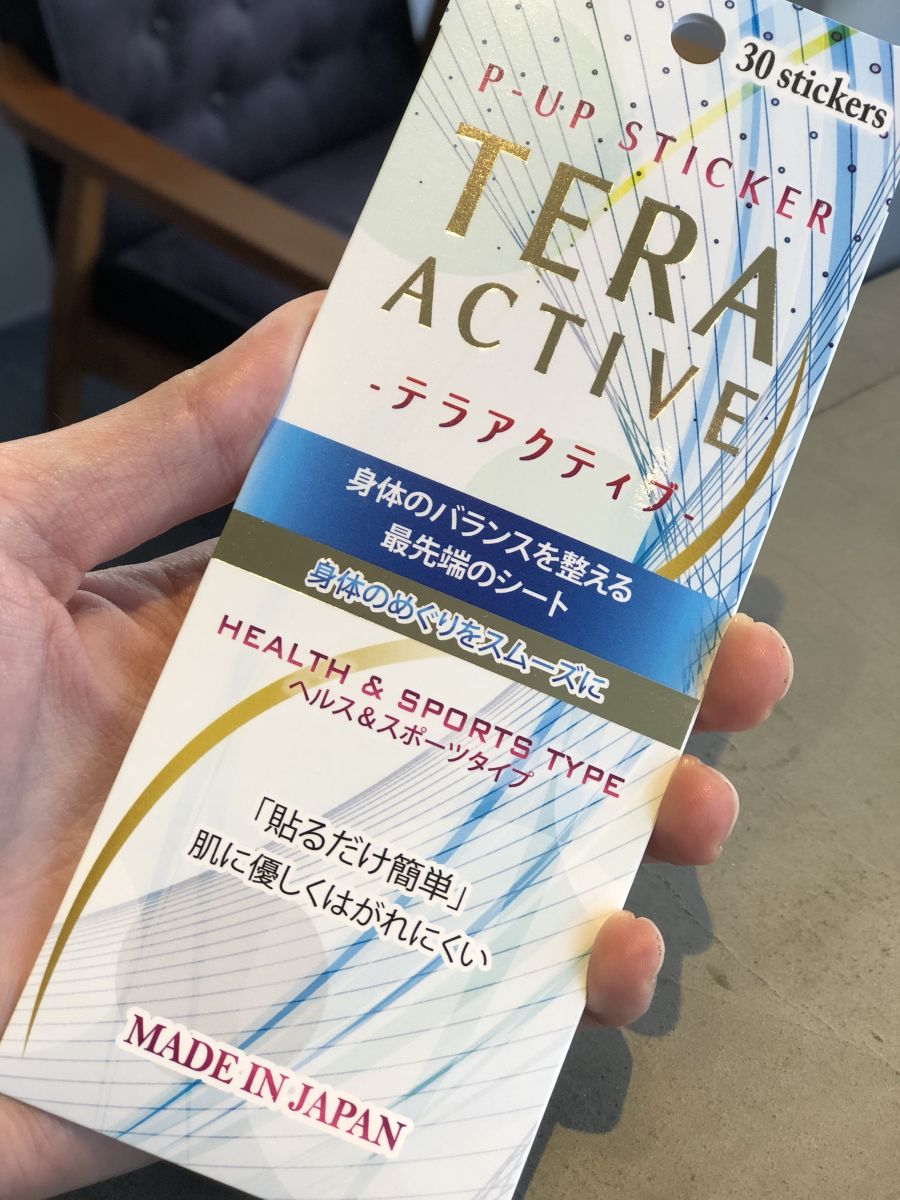 30 stickers
P-UP STICKER
TERA
ACTIVE
-テラアクティブ-
身体のバランスを整える
最先端のシート
身体のめぐりをスムーズに
HEALTH & SPORTS TYPE
ヘルス&スポーツタイプ
「貼るだけ簡単」
肌に優しくはがれにくい
MADE IN JAPAN